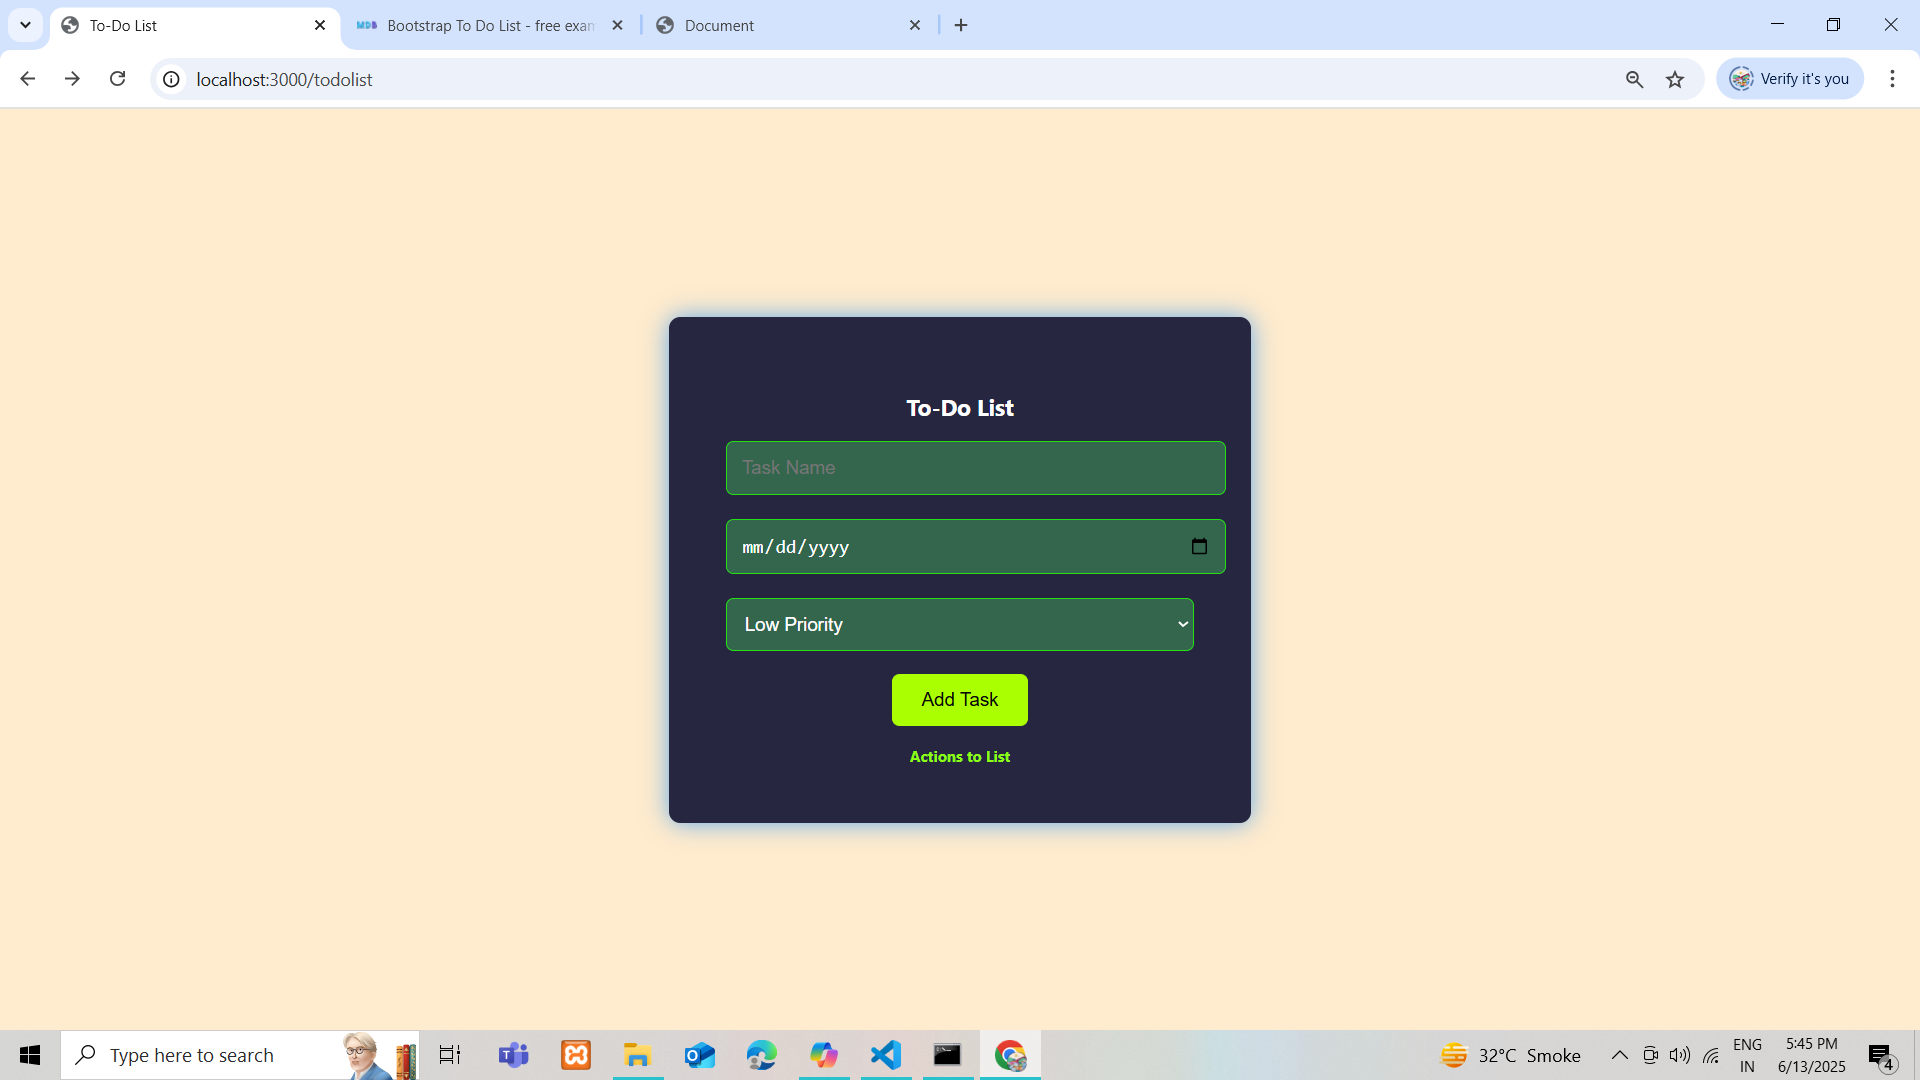 To-Do List
Bootstrap To Do List - free exam
Document
localhost:3000/todolist
Verify it's you
To-Do List
Task Name
mm/dd/yyyy
Low Priority
Add Task
Actions to List
Type here to search
32°C Smoke
ENG
IN
5:45 PM
6/13/2025
4